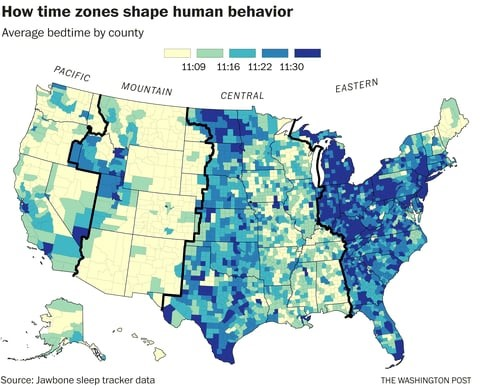 How time zones shape human behavior
Average bedtime by county
11:09 11:16 11:22 11:30
PACIFIC
MOUNTAIN
CENTRAL
EASTERN
Source: Jawbone sleep tracker data
THE WASHINGTON POST